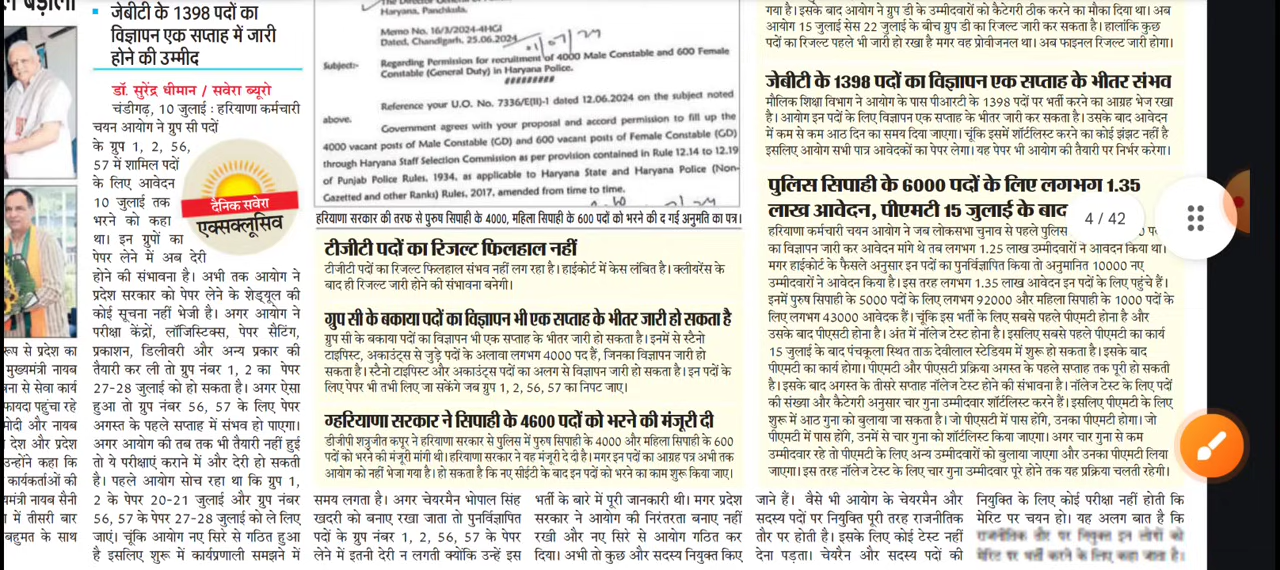 जेबीटी के 1398 पदों का
विज्ञापन एक सप्ताह में जारी
होने की उम्मीद
डॉ. सुरेंद्र धीमान / सवेरा ब्यूरो
चंडीगढ़, 10 जुलाई : हरियाणा कर्मचारी
चयन आयोग ने ग्रुप सी पदों
के ग्रुप 1, 2, 56,
57 में शामिल पदों
के लिए आवेदन
10 जुलाई तक
भरने को कहा
था। इन ग्रुपों का
पेपर लेने में अब देरी
होने की संभावना है। अभी तक आयोग ने
प्रदेश सरकार को पेपर लेने के शेड्यूल की
कोई सूचना नहीं भेजी है। अगर आयोग ने
परीक्षा केंद्रों, लॉजिस्टिक्स, पेपर सैटिंग,
प्रकाशन, डिलीवरी और अन्य प्रकार की
तैयारी कर ली तो ग्रुप नंबर 1, 2 का पेपर
27-28 जुलाई को हो सकता है। अगर ऐसा
हुआ तो ग्रुप नंबर 56, 57 के लिए पेपर
अगस्त के पहले सप्ताह में संभव हो पाएगा।
अगर आयोग की तब तक भी तैयारी नहीं हुई
तो ये परीक्षाएं कराने में और देरी हो सकती
है। पहले आयोग सोच रहा था कि ग्रुप 1,
2 के पेपर 20-21 जुलाई और ग्रुप नंबर
56, 57 के पेपर 27-28 जुलाई को ले लिए
जाएं। चूंकि आयोग नए सिरे से गठित हुआ
है इसलिए शुरू में कार्यप्रणाली समझने में
दैनिक सवेरा
एक्सक्लूसिव
रूप से प्रदेश का
मुख्यमंत्री नायब
से सेवा कार्य
फायदा पहुंचा रहे
मोदी और नायब
देश और प्रदेश
उन्होंने कहा कि
कार्यकर्ताओं की
यमंत्री नायब सैनी
में तीसरी बार
बहुमत के साथ
Haryana, Panchkula.
Memo No. 16/3/2024-4HGI
Dated, Chandigarh, 25.06.2024
Subject:- Regarding Permission for recruitment of 4000 Male Constable and 600 Female
Constable (General Duty) in Haryana Police.
#########
Reference your U.O. No. 7336/E(II)-1 dated 12.06.2024 on the subject noted
above.
Government agrees with your proposal and accord permission to fill up the
4000 vacant posts of Male Constable (GD) and 600 vacant posts of Female Constable (GD)
through Haryana Staff Selection Commission as per provision contained in Rule 12.14 to 12.19
of Punjab Police Rules, 1934, as applicable to Haryana State and Haryana Police (Non-
Gazetted and other Ranks) Rules, 2017, amended from time to time.
हरियाणा सरकार की तरफ से पुरुष सिपाही के 4000, महिला सिपाही के 600 पदों को भरने की द गई अनुमति का पत्र।
टीजीटी पदों का रिजल्ट फिलहाल नहीं
टीजीटी पदों का रिजल्ट फिलहाल संभव नहीं लग रहा है। हाईकोर्ट में केस लंबित है। क्लीयरेंस के
बाद ही रिजल्ट जारी होने की संभावना बनेगी।
ग्रुप सी के बकाया पदों का विज्ञापन भी एक सप्ताह के भीतर जारी हो सकता है
ग्रुप सी के बकाया पदों का विज्ञापन भी एक सप्ताह के भीतर जारी हो सकता है। इनमें से स्टैनो
टाइपिस्ट, अकाउंट्स से जुड़े पदों के अलावा लगभग 4000 पद हैं, जिनका विज्ञापन जारी हो
सकता है। स्टैनो टाइपिस्ट और अकाउंट्स पदों का अलग से विज्ञापन जारी हो सकता है। इन पदों के
लिए पेपर भी तभी लिए जा सकेंगे जब ग्रुप 1, 2, 56, 57 का निपट जाए।
ग्हरियाणा सरकार ने सिपाही के 4600 पदों को भरने की मंजूरी दी
डीजीपी शत्रुजीत कपूर ने हरियाणा सरकार से पुलिस में पुरुष सिपाही के 4000 और महिला सिपाही के 600
पदों को भरने की मंजूरी मांगी थी। हरियाणा सरकार ने यह मंजूरी दे दी है। मगर इन पदों का आग्रह पत्र अभी तक
आयोग को नहीं भेजा गया है। हो सकता है कि नए सीईटी के बाद इन पदों को भरने का काम शुरू किया जाए।
समय लगता है। अगर चेयरमैन भोपाल सिंह
खदरी को बनाए रखा जाता तो पुनर्विज्ञापित
पदों के ग्रुप नंबर 1, 2, 56, 57 के पेपर
लेने में इतनी देरी न लगती क्योंकि उन्हें इस
भर्ती के बारे में पूरी जानकारी थी। मगर प्रदेश
सरकार ने आयोग की निरंतरता बनाए नहीं
रखी और नए सिरे से आयोग गठित कर
दिया। अभी तो कुछ और सदस्य नियुक्त किए
गया है। इसके बाद आयोग ने ग्रुप डी के उम्मीदवारों को कैटेगरी ठीक करने का मौका दिया था। अब
आयोग 15 जुलाई सेस 22 जुलाई के बीच ग्रुप डी का रिजल्ट जारी कर सकता है। हालांकि कुछ
पदों का रिजल्ट पहले भी जारी हो रखा है मगर वह प्रोवीजनल था। अब फाइनल रिजल्ट जारी होगा।
जेबीटी के 1398 पदों का विज्ञापन एक सप्ताह के भीतर संभव
मौलिक शिक्षा विभाग ने आयोग के पास पीआरटी के 1398 पदों पर भर्ती करने का आग्रह भेज रखा
है। आयोग इन पदों के लिए विज्ञापन एक सप्ताह के भीतर जारी कर सकता है। उसके बाद आवेदन
में कम से कम आठ दिन का समय दिया जाएगा। चूंकि इसमें शॉर्टलिस्ट करने का कोई झंझट नहीं है
इसलिए आयोग सभी पात्र आवेदकों का पेपर लेगा। यह पेपर भी आयोग की तैयारी पर निर्भर करेगा।
पुलिस सिपाही के 6000 पदों के लिए लगभग 1.35
लाख आवेदन, पीएमटी 15 जुलाई के बाद
हरियाणा कर्मचारी चयन आयोग ने जब लोकसभा चुनाव से पहले पुलिस
का विज्ञापन जारी कर आवेदन मांगे थे तब लगभग 1.25 लाख उम्मीदवारों ने आवेदन किया था।
मगर हाईकोर्ट के फैसले अनुसार इन पदों का पुनर्विज्ञापित किया तो अनुमानित 10000 नए
उम्मीदवारों ने आवेदन किया है। इस तरह लगभग 1.35 लाख आवेदन इन पदों के लिए पहुंचे हैं।
इनमें पुरुष सिपाही के 5000 पदों के लिए लगभग 92000 और महिला सिपाही के 1000 पदों के
लिए लगभग 43000 आवेदक हैं। चूंकि इस भर्ती के लिए सबसे पहले पीएमटी होना है और
उसके बाद पीएसटी होना है। अंत में नॉलेज टेस्ट होना है। इसलिए सबसे पहले पीएमटी का कार्य
15 जुलाई के बाद पंचकूला स्थित ताऊ देवीलाल स्टेडियम में शुरू हो सकता है। इसके बाद
पीएमटी का कार्य होगा। पीएमटी और पीएसटी प्रक्रिया अगस्त के पहले सप्ताह तक पूरी हो सकती
है। इसके बाद अगस्त के तीसरे सप्ताह नॉलेज टेस्ट होने की संभावना है। नॉलेज टेस्ट के लिए पदों
की संख्या और कैटेगरी अनुसार चार गुना उम्मीदवार शॉर्टलिस्ट करने हैं। इसलिए पीएमटी के लिए
शुरू में आठ गुना को बुलाया जा सकता है। जो पीएसटी में पास होंगे, उनका पीएमटी होगा। जो
पीएमटी में पास होंगे, उनमें से चार गुना को शॉर्टलिस्ट किया जाएगा। अगर चार गुना से कम
उम्मीदवार रहे तो पीएमटी के लिए अन्य उम्मीदवारों को बुलाया जाएगा और उनका पीएमटी लिया
जाएगा। इस तरह नॉलेज टेस्ट के लिए चार गुना उम्मीदवार पूरे होने तक यह प्रक्रिया चलती रहेगी।
4 / 42
जाने हैं। वैसे भी आयोग के चेयरमैन और
सदस्य पदों पर नियुक्ति पूरी तरह राजनीतिक
तौर पर होती है। इसके लिए कोई टेस्ट नहीं
देना पड़ता। चेयरैन और सदस्य पदों की
नियुक्ति के लिए कोई परीक्षा नहीं होती कि
मेरिट पर चयन हो। यह अलग बात है कि
राजनीतिक तौर पर नियुक्त इन लोगों को
मेरिट पर भर्ती करने के लिए कहा जाता है।